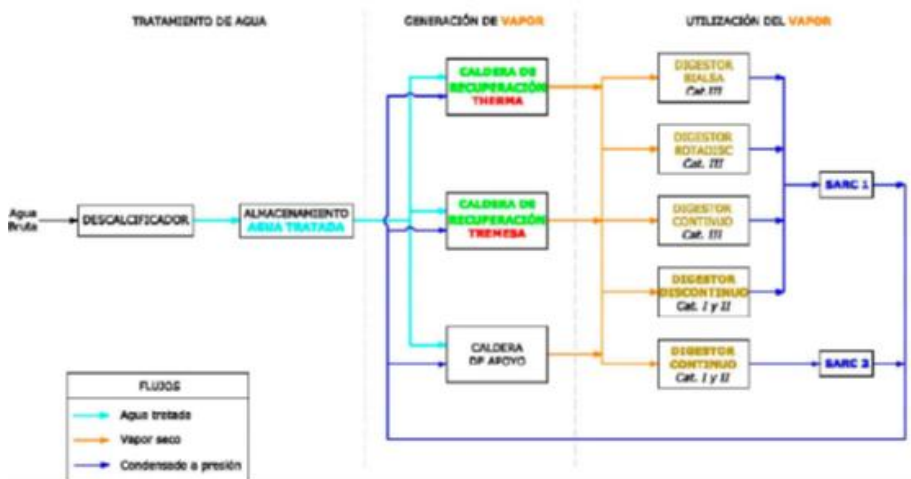 TRATAMIENTO DE AGUA
GENERACIÓN DE VAPOR
UTILIZACIÓN DEL VAPOR
Agua
Bruta
DESCALCIFICADOR
ALMACENAMIENTO
AGUA TRATADA
CALDERA DE
RECUPERACIÓN
THERMA
CALDERA DE
RECUPERACIÓN
TREMESA
CALDERA
DE APOYO
DIGESTOR
BIALSA
Cat. III
DIGESTOR
ROTADISC
Cat. III
DIGESTOR
CONTINUO
Cat. III
DIGESTOR
DISCONTINUO
Cat. I y II
DIGESTOR
CONTINUO
Cat. I y II
SARC 1
SARC 2
FLUJOS
Agua tratada
Vapor seco
Condensado a presión